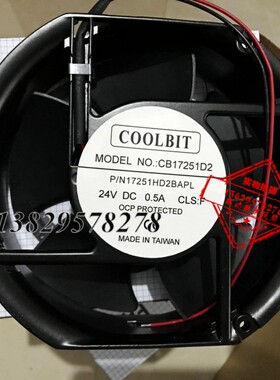 COOLBIT
MODEL NO.:CB17251D2
P/N17251HD2BAPL
24V DC 0.5A CLS:F
OCP PROTECTED
13829578278
MADE IN TAIWAN